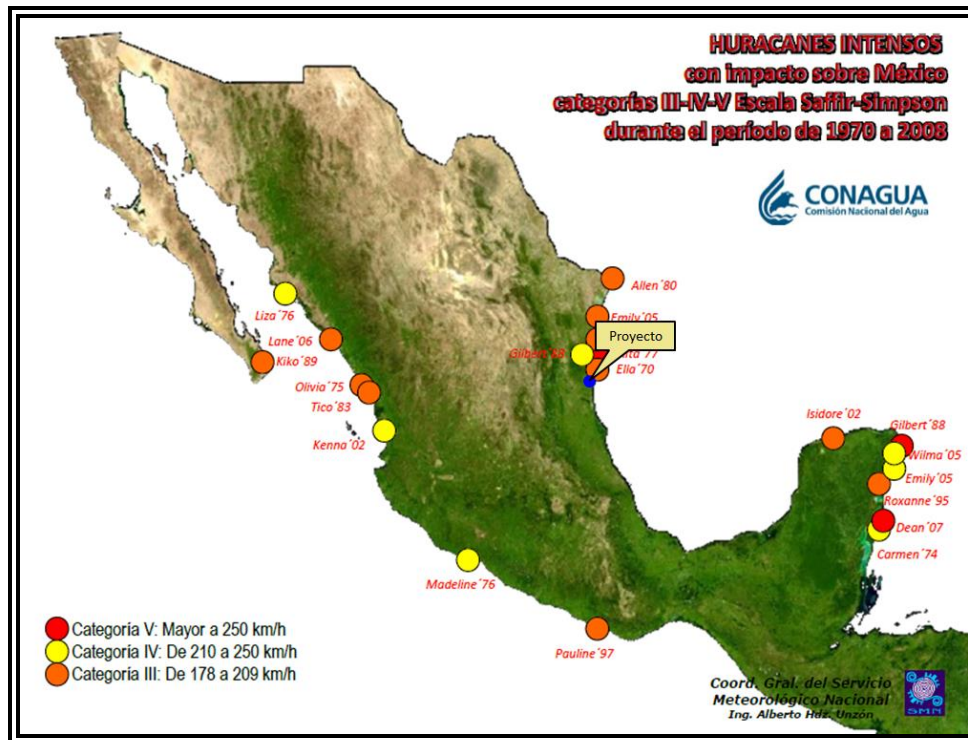 HURACANES INTENSOS
con impacto sobre México
categorías III-IV-V Escala Saffir-Simpson
durante el período de 1970 a 2008
CONAGUA
Comisión Nacional del Agua
Allen´80
Liza´76
Emily´05
Proyecto
Lane´06
Gilbert´88
´77
Kiko´89
Ella´70
Olivia´75
Tico´83
Isidore´02
Gilbert´88
Kenna´02
Wilma´05
Emily´05
Roxanne´95
Dean´07
Carmen´74
Madeline´76
Categoría V: Mayor a 250 km/h
Categoría IV: De 210 a 250 km/h
Categoría III: De 178 a 209 km/h
Pauline´97
Coord. Gral. del Servicio
Meteorológico Nacional
Ing. Alberto Hdz. Unzón
SMN